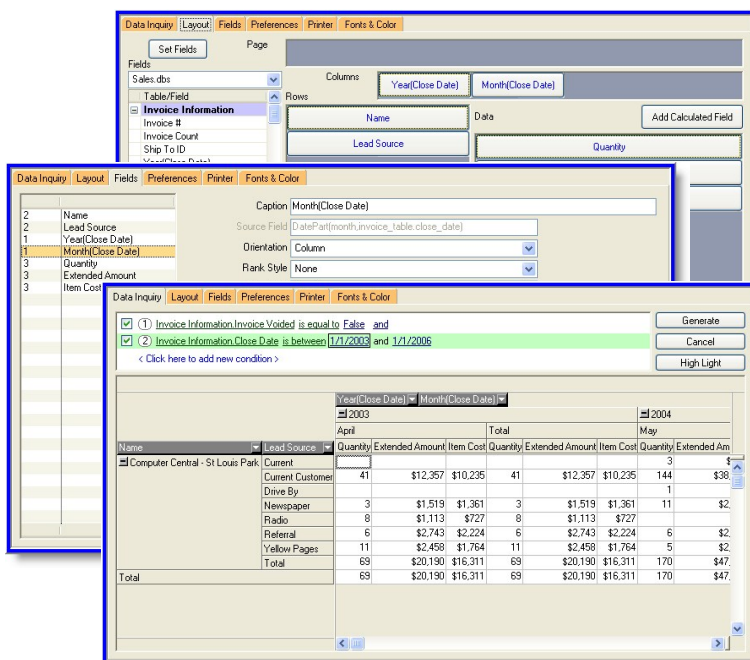 Data Inquiry Layout Fields Preferences Printer Fonts & Color
Set Fields
Page
Fields
Sales.dbs
Columns
Year(Close Date) Month(Close Date)
Table/Field
Rows
Invoice Information
Name
Data
Add Calculated Field
Invoice #
Invoice Count
Lead Source
Quantity
Ship To ID
Year(Close Date)
Data Inquiry Layout Fields Preferences Printer Fonts & Color
Caption Month(Close Date)
2 Name
Source Field DatePart(month,invoice_table.close_date)
2 Lead Source
1 Year(Close Date)
Orientation Column
1 Month(Close Date)
3 Quantity
Rank Style None
3 Extended Amount
3 Item Cost
Data Inquiry Layout Fields Preferences Printer Fonts & Color
1 Invoice Information.Invoice Voided is equal to False and
Generate
2 Invoice Information.Close Date is between 1/1/2003 and 1/1/2006
Cancel
< Click here to add new condition >
High Light
Year(Close Date) Month(Close Date)
2003 2004
April Total May
Name Lead Source Quantity Extended Amount Item Cost Quantity Extended Amount Item Cost Quantity Extended Am
Computer Central - St Louis Park Current 3 $
Current Customer 41 $12,357 $10,235 41 $12,357 $10,235 144 $38,
Drive By 1
Newspaper 3 $1,519 $1,361 3 $1,519 $1,361 11 $2,
Radio 8 $1,113 $727 8 $1,113 $727
Referral 6 $2,743 $2,224 6 $2,743 $2,224 6 $2,
Yellow Pages 11 $2,458 $1,764 11 $2,458 $1,764 5 $2,
Total 69 $20,190 $16,311 69 $20,190 $16,311 170 $47,
Total 69 $20,190 $16,311 69 $20,190 $16,311 170 $47,